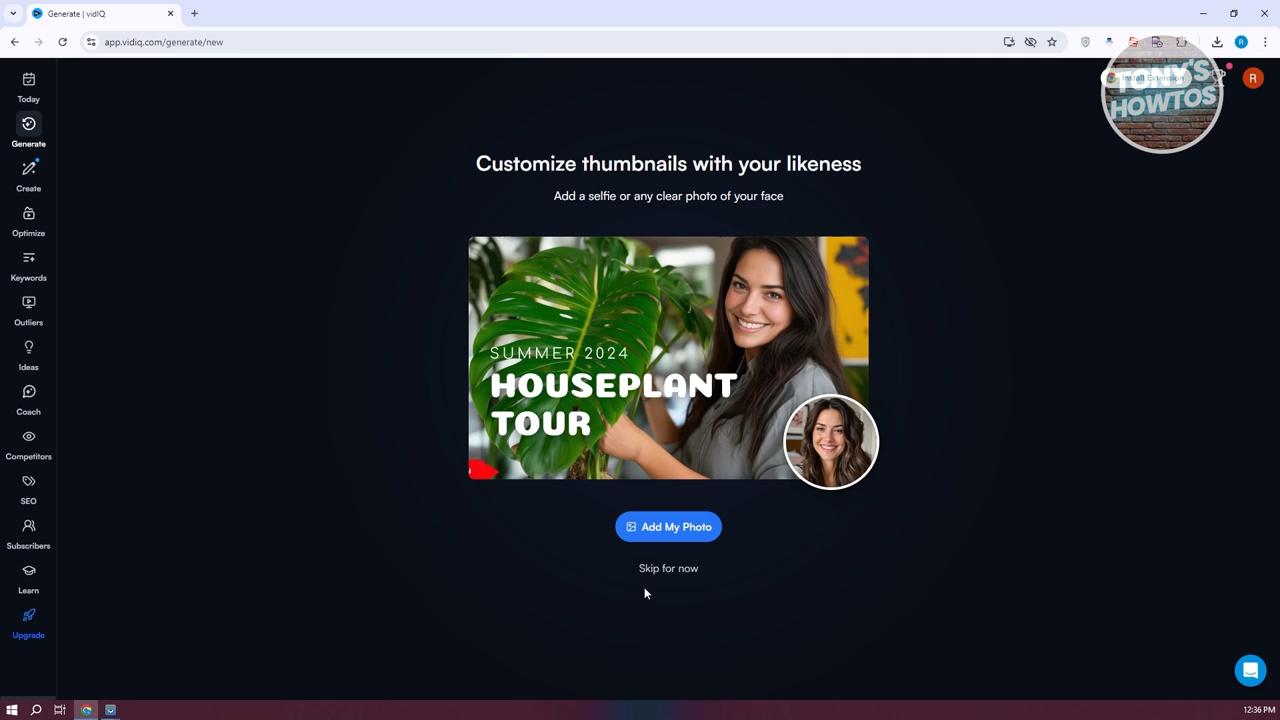 Generate | vidIQ
app.vidiq.com/generate/new
R
Install Extension
R
TONY'S
HOWTOS
Today
Generate
Create
Optimize
Keywords
Outliers
Ideas
Coach
Competitors
SEO
Subscribers
Learn
Upgrade
Customize thumbnails with your likeness
Add a selfie or any clear photo of your face
SUMMER 2024
HOUSEPLANT
TOUR
Add My Photo
Skip for now
12:36 PM